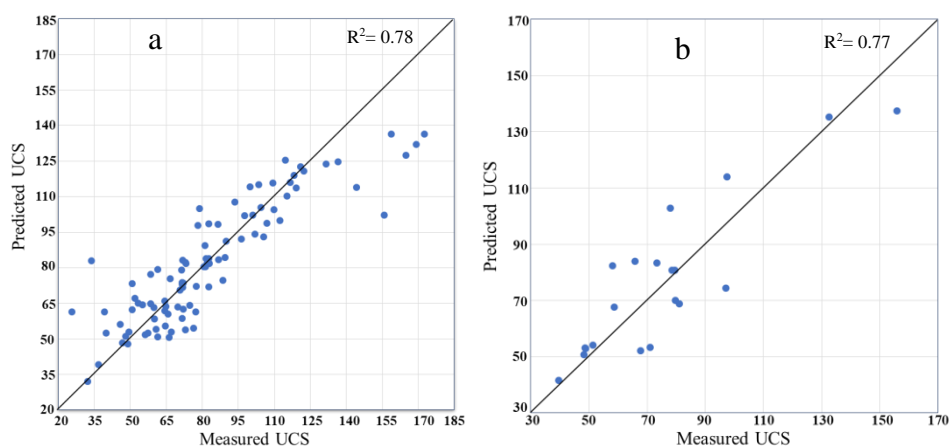 a
R²= 0.78
Predicted UCS
185
170
155
140
125
110
95
80
65
50
35
20
20 35 50 65 80 95 110 125 140 155 170 185
Measured UCS
b
R²= 0.77
Predicted UCS
170
150
130
110
90
70
50
30
30 50 70 90 110 130 150 170
Measured UCS